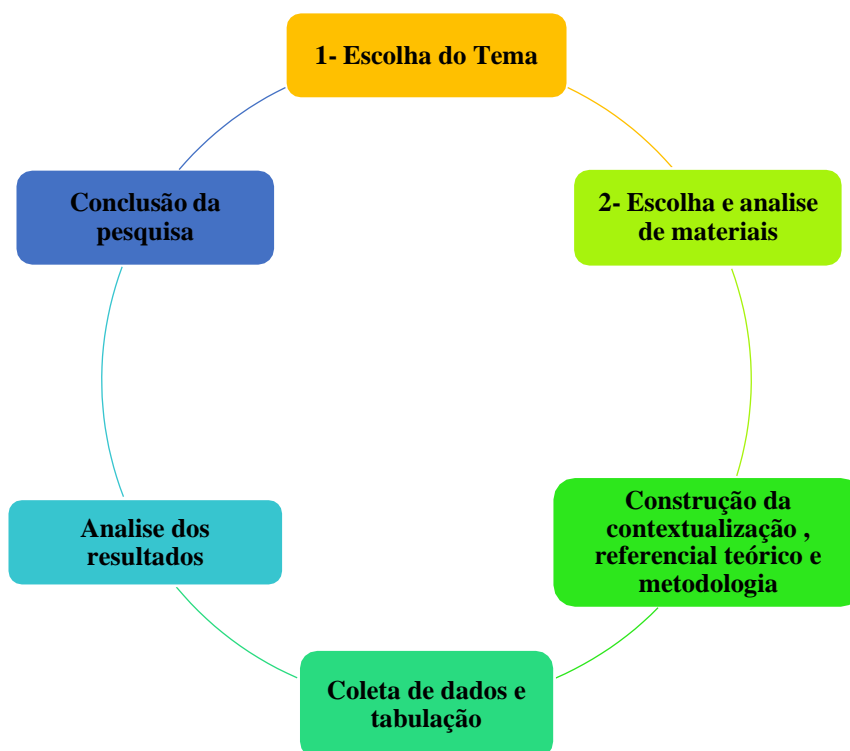 1- Escolha do Tema
2- Escolha e analise
de materiais
Construção da
contextualização ,
referencial teórico e
metodologia
Coleta de dados e
tabulação
Analise dos
resultados
Conclusão da
pesquisa